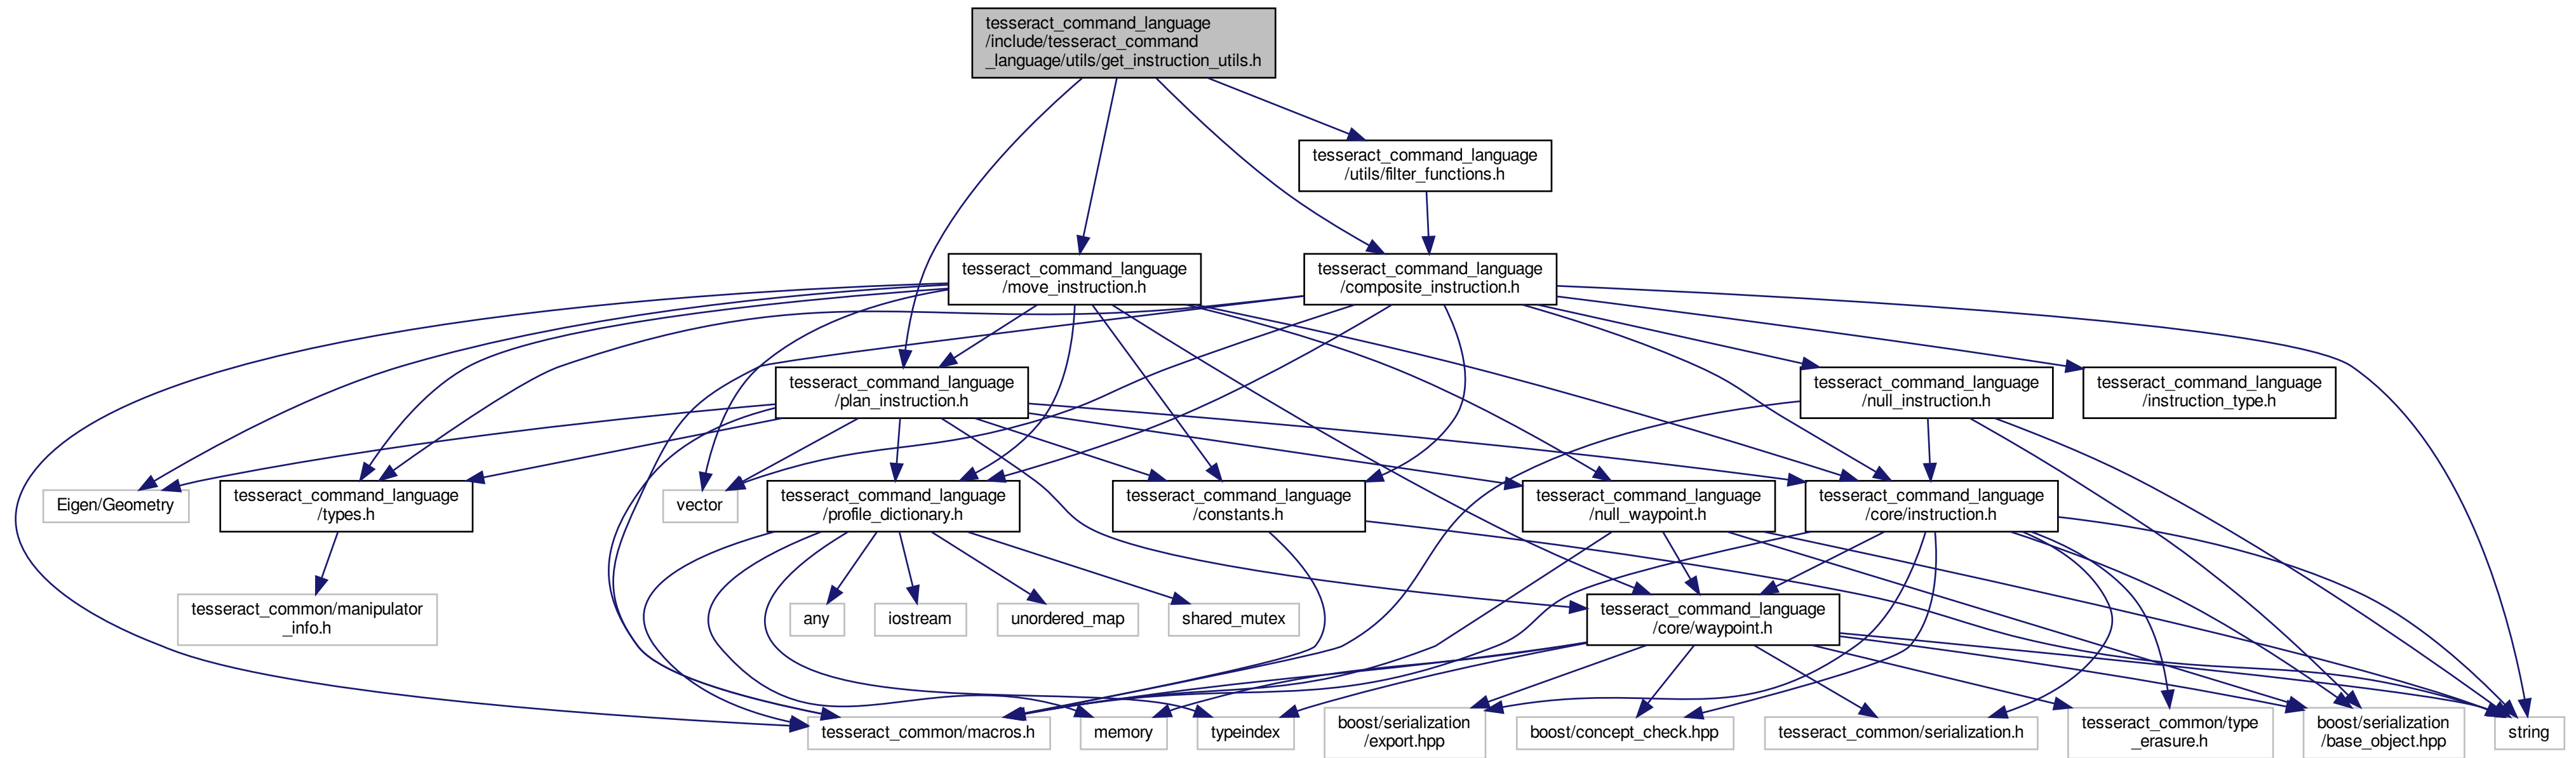 tesseract_command_language
/include/tesseract_command
_language/utils/get_instruction_utils.h
tesseract_command_language
/utils/filter_functions.h
tesseract_command_language
/move_instruction.h
tesseract_command_language
/composite_instruction.h
tesseract_command_language
/plan_instruction.h
tesseract_command_language
/null_instruction.h
tesseract_command_language
/instruction_type.h
Eigen/Geometry
tesseract_command_language
/types.h
vector
tesseract_command_language
/profile_dictionary.h
tesseract_command_language
/constants.h
tesseract_command_language
/null_waypoint.h
tesseract_command_language
/core/instruction.h
tesseract_common/manipulator
_info.h
any
iostream
unordered_map
shared_mutex
tesseract_command_language
/core/waypoint.h
tesseract_common/macros.h
memory
typeindex
boost/serialization
/export.hpp
boost/concept_check.hpp
tesseract_common/serialization.h
tesseract_common/type
_erasure.h
boost/serialization
/base_object.hpp
string